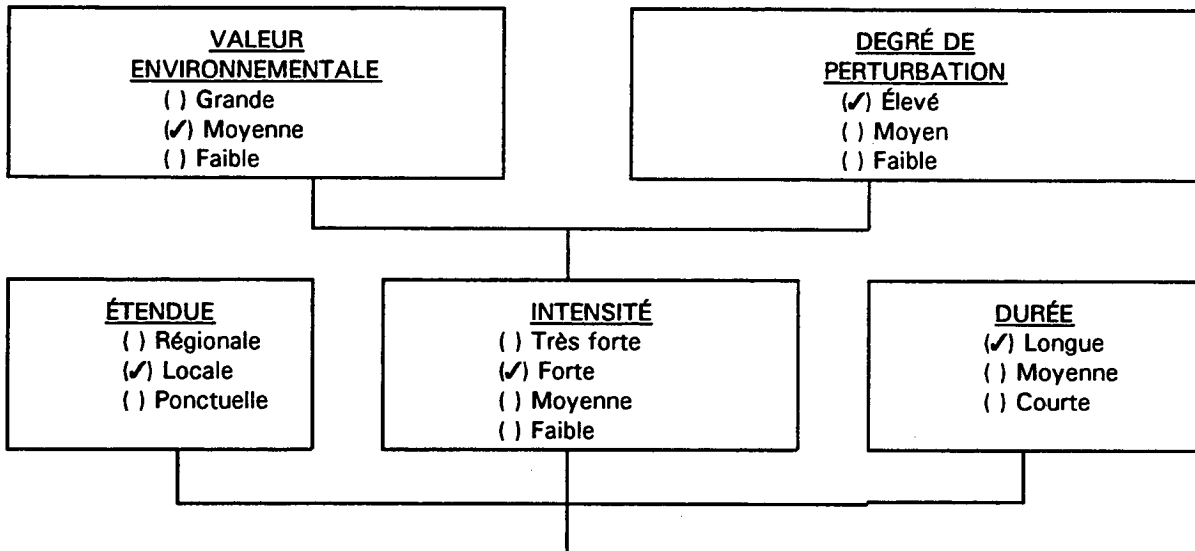 VALEUR
ENVIRONNEMENTALE
( ) Grande
(✓) Moyenne
( ) Faible
DEGRÉ DE
PERTURBATION
(✓) Élevé
( ) Moyen
( ) Faible
ÉTENDUE
( ) Régionale
(✓) Locale
( ) Ponctuelle
INTENSITÉ
( ) Très forte
(✓) Forte
( ) Moyenne
( ) Faible
DURÉE
(✓) Longue
( ) Moyenne
( ) Courte